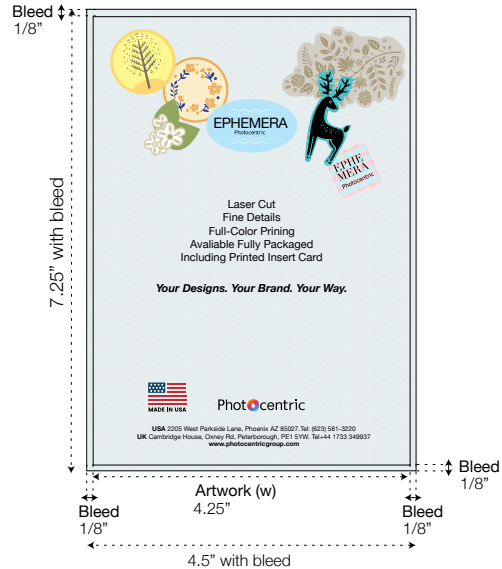 Bleed
1/8”
7.25” with bleed
EPHEMERA
Photocentric
EPHE
MERA
Photocentric
Laser Cut
Fine Details
Full-Color Prining
Avaliable Fully Packaged
Including Printed Insert Card
Your Designs. Your Brand. Your Way.
MADE IN USA
Photocentric
USA 2205 West Parkside Lane, Phoenix AZ 85027.Tel: (623) 581-3220
UK Cambridge House, Oxney Rd, Peterborough, PE1 5YW. Tel+44 1733 349937
www.photocentricgroup.com
Bleed
1/8”
Artwork (w)
4.25”
Bleed
1/8”
Bleed
1/8”
4.5” with bleed